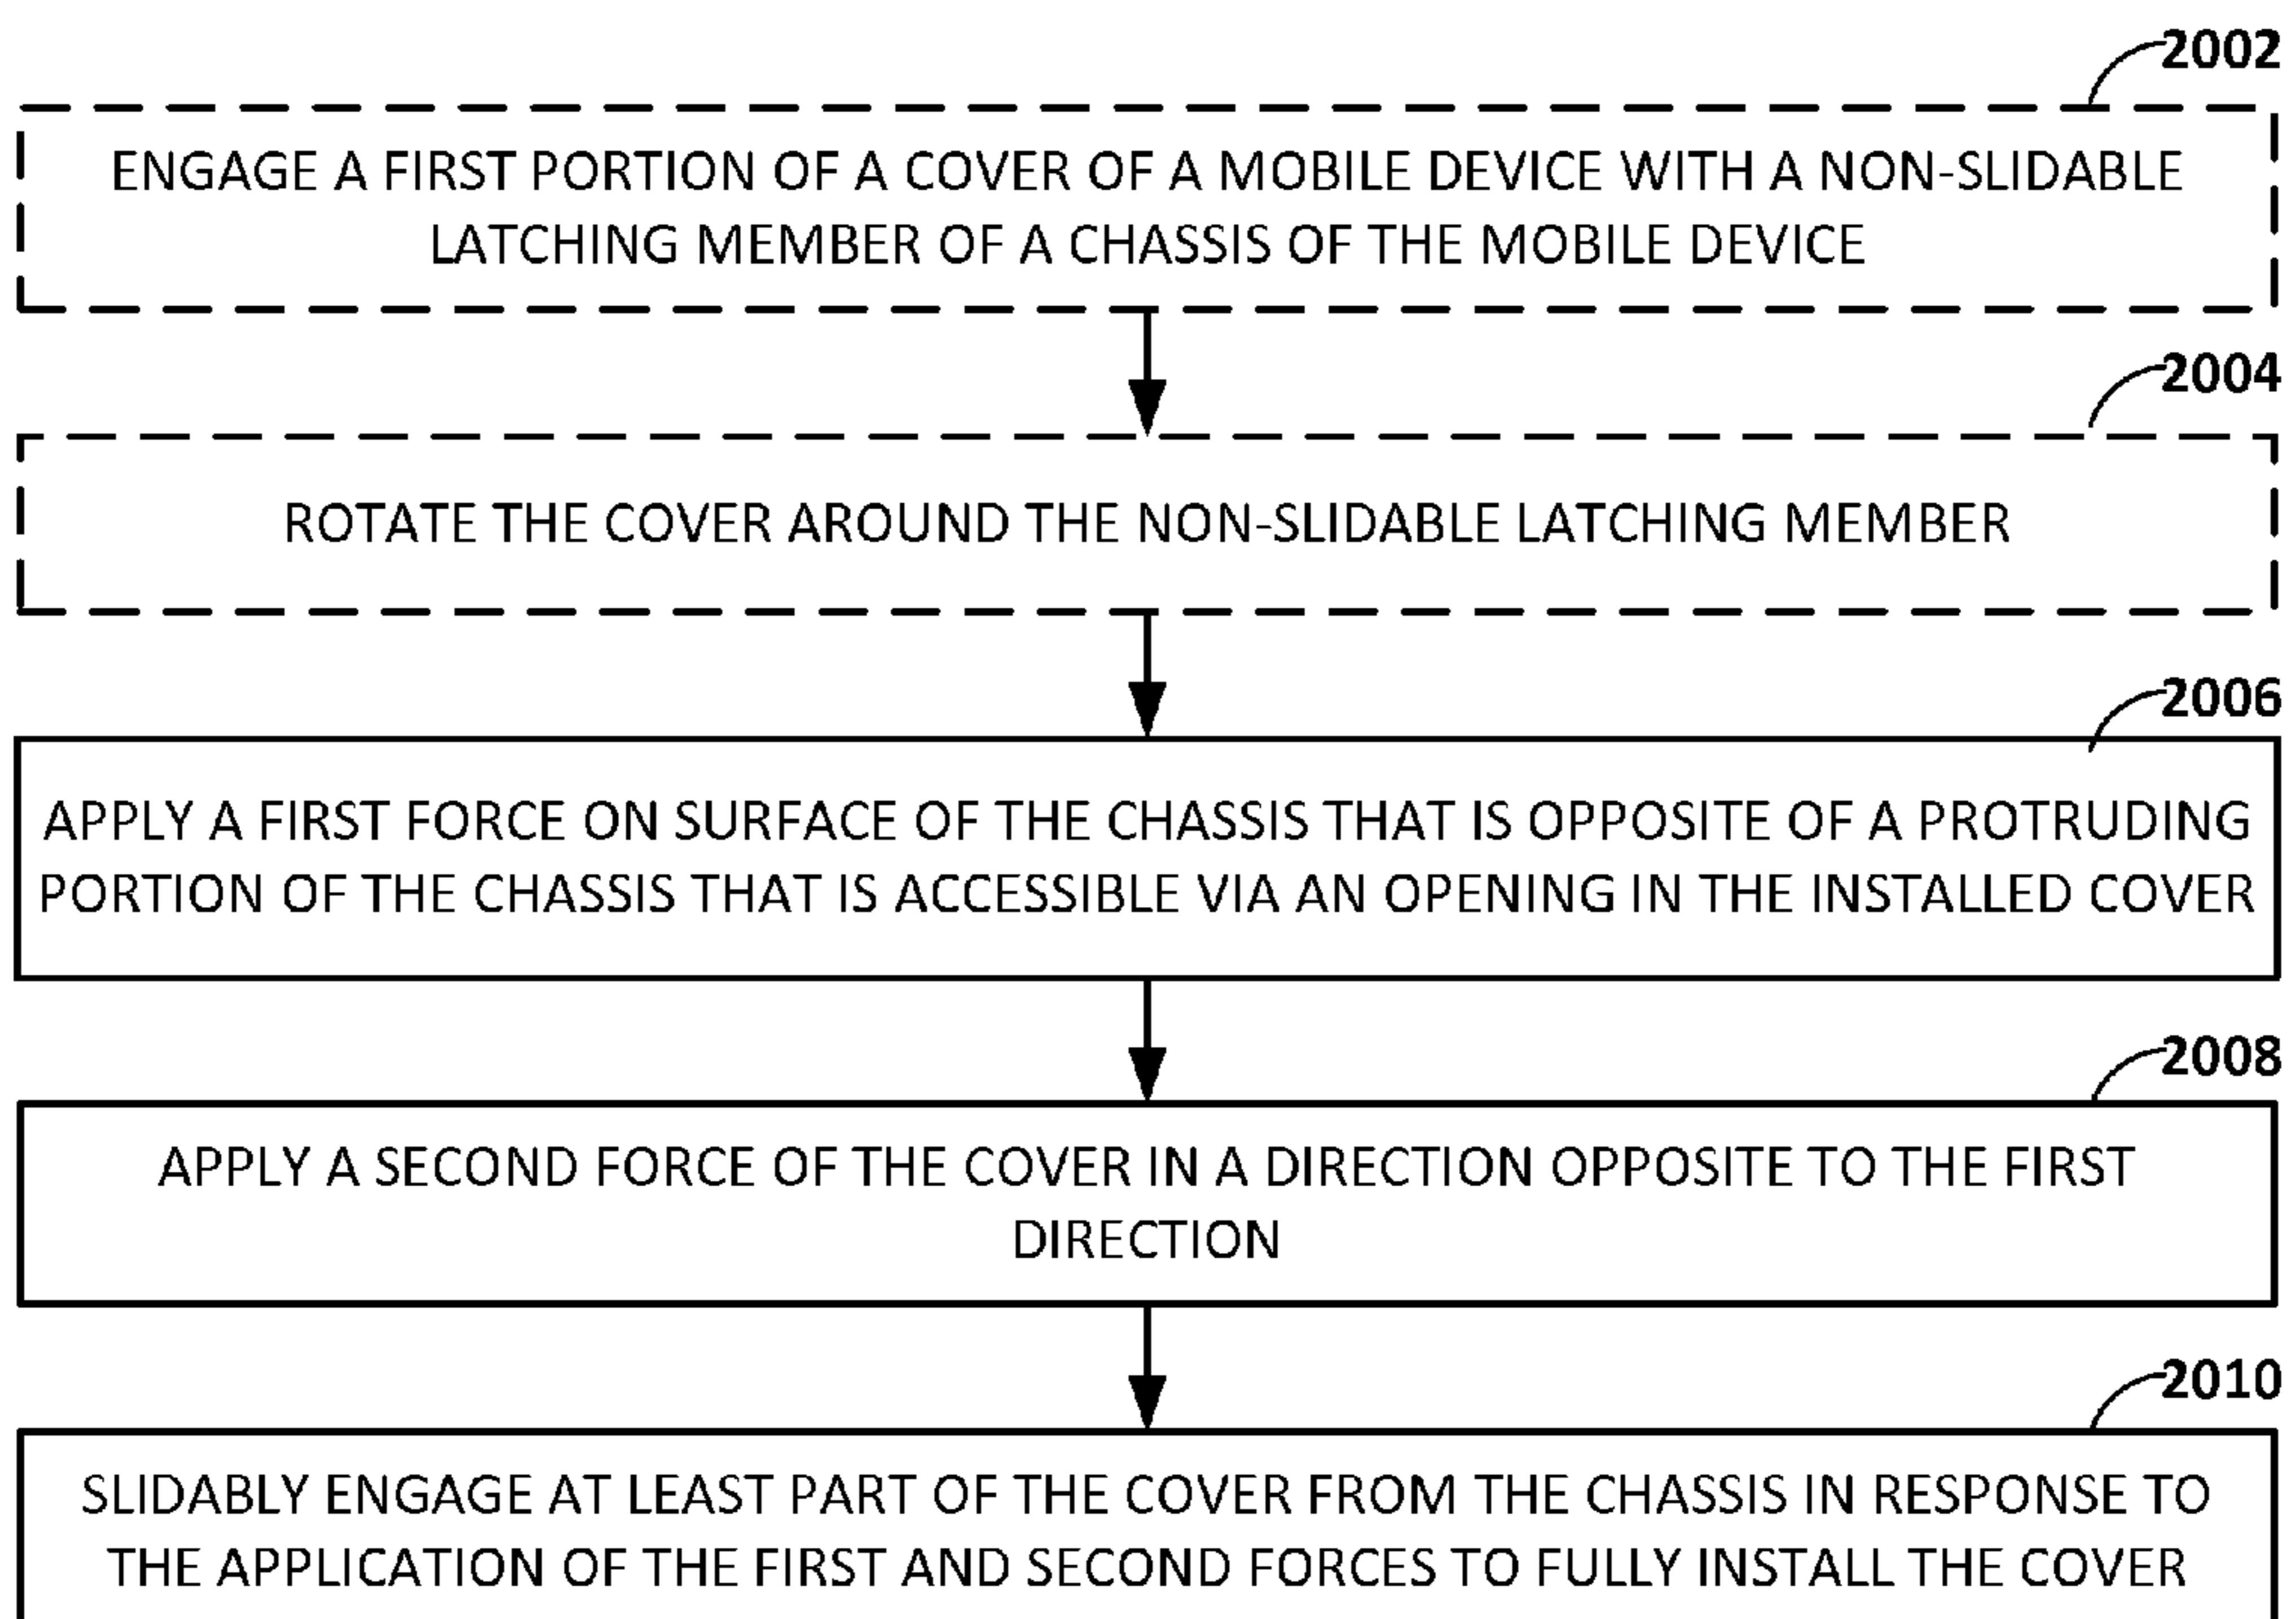 2002
ENGAGE A FIRST PORTION OF A COVER OF A MOBILE DEVICE WITH A NON-SLIDABLE
LATCHING MEMBER OF A CHASSIS OF THE MOBILE DEVICE
2004
ROTATE THE COVER AROUND THE NON-SLIDABLE LATCHING MEMBER
2006
APPLY A FIRST FORCE ON SURFACE OF THE CHASSIS THAT IS OPPOSITE OF A PROTRUDING
PORTION OF THE CHASSIS THAT IS ACCESSIBLE VIA AN OPENING IN THE INSTALLED COVER
2008
APPLY A SECOND FORCE OF THE COVER IN A DIRECTION OPPOSITE TO THE FIRST
DIRECTION
2010
SLIDABLY ENGAGE AT LEAST PART OF THE COVER FROM THE CHASSIS IN RESPONSE TO
THE APPLICATION OF THE FIRST AND SECOND FORCES TO FULLY INSTALL THE COVER